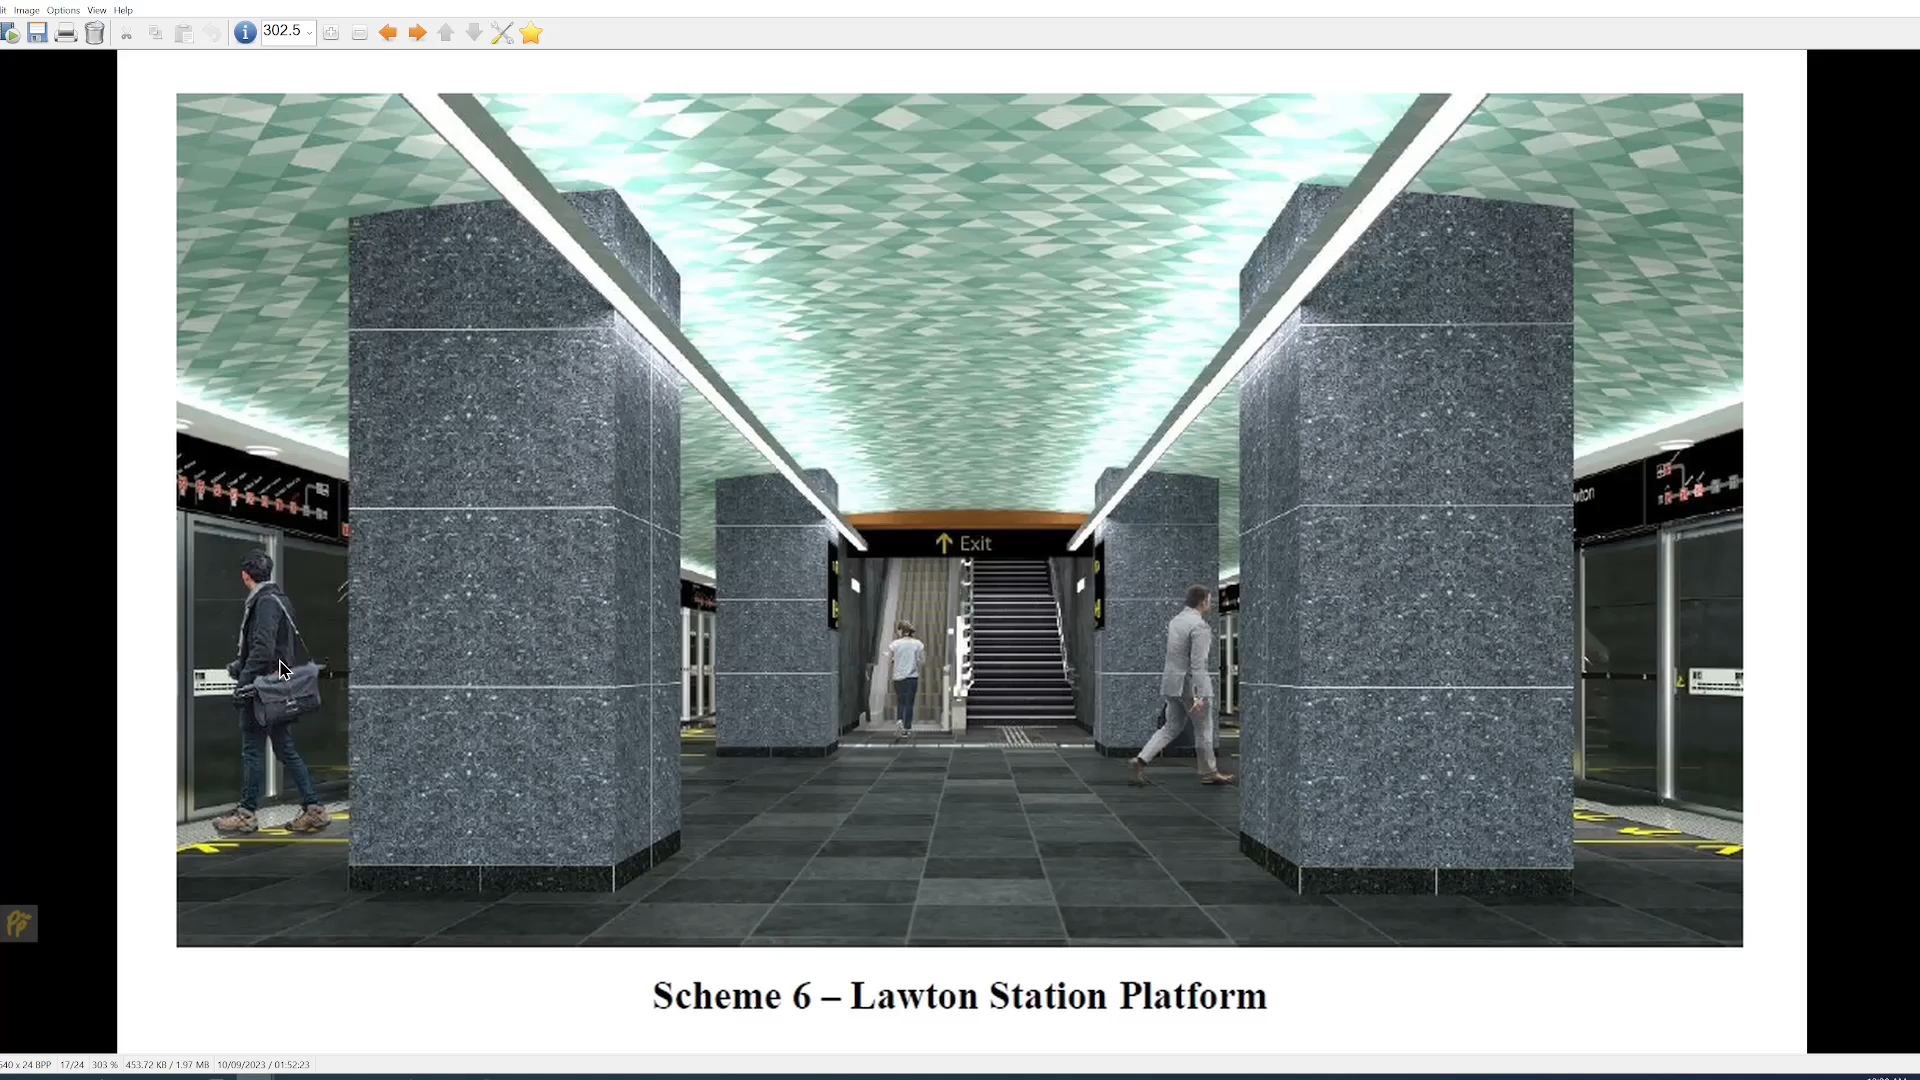 Image Options View Help
302.5
Exit
Scheme 6 – Lawton Station Platform
17/24 303 % 453.72 KB / 1.97 MB 10/09/2023 / 01:52:23